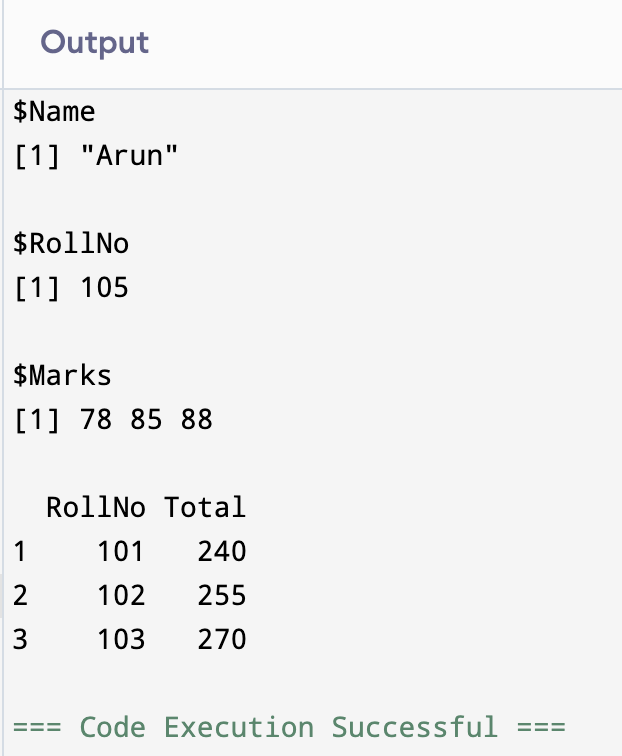 Output
$Name
[1] "Arun"

$RollNo
[1] 105

$Marks
[1] 78 85 88

  RollNo Total
1    101   240
2    102   255
3    103   270

=== Code Execution Successful ===